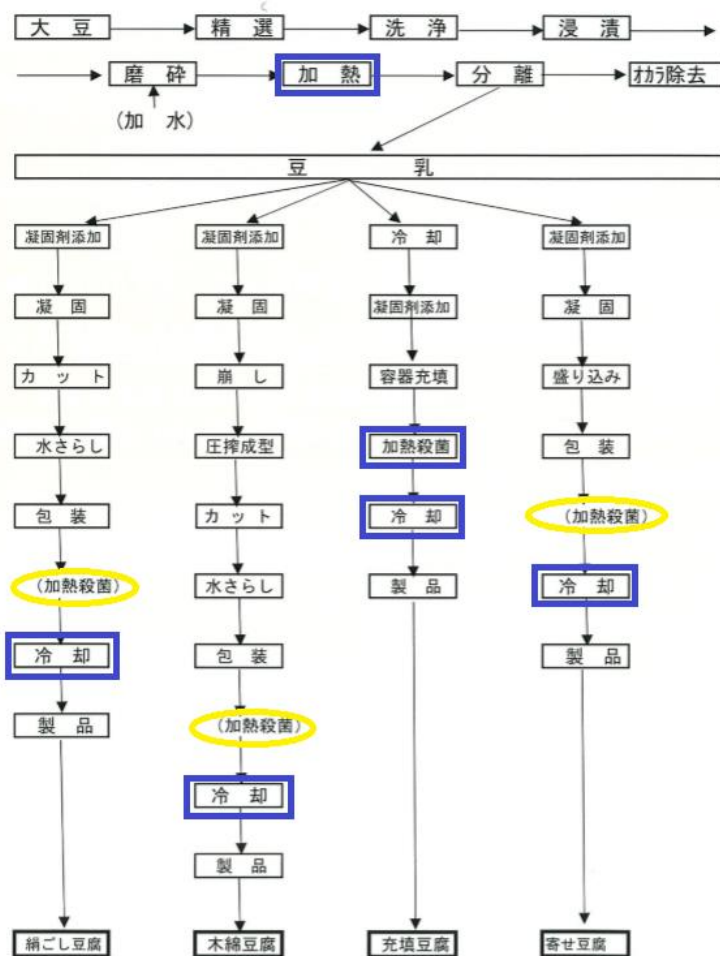 大豆 精選 洗浄 浸漬
磨砕 加熱 分離 オカラ除去
(加 水)
豆 乳
凝固剤添加 凝固剤添加 冷却 凝固剤添加
凝固 凝固 凝固剤添加 凝固
カット 崩し 容器充填 盛り込み
水さらし 圧搾成型 加熱殺菌 包装
包装 カット 冷却 (加熱殺菌)
(加熱殺菌) 水さらし 製品 冷却
冷却 包装 製品
製品 (加熱殺菌)
冷却
製品
絹ごし豆腐 木綿豆腐 充填豆腐 寄せ豆腐